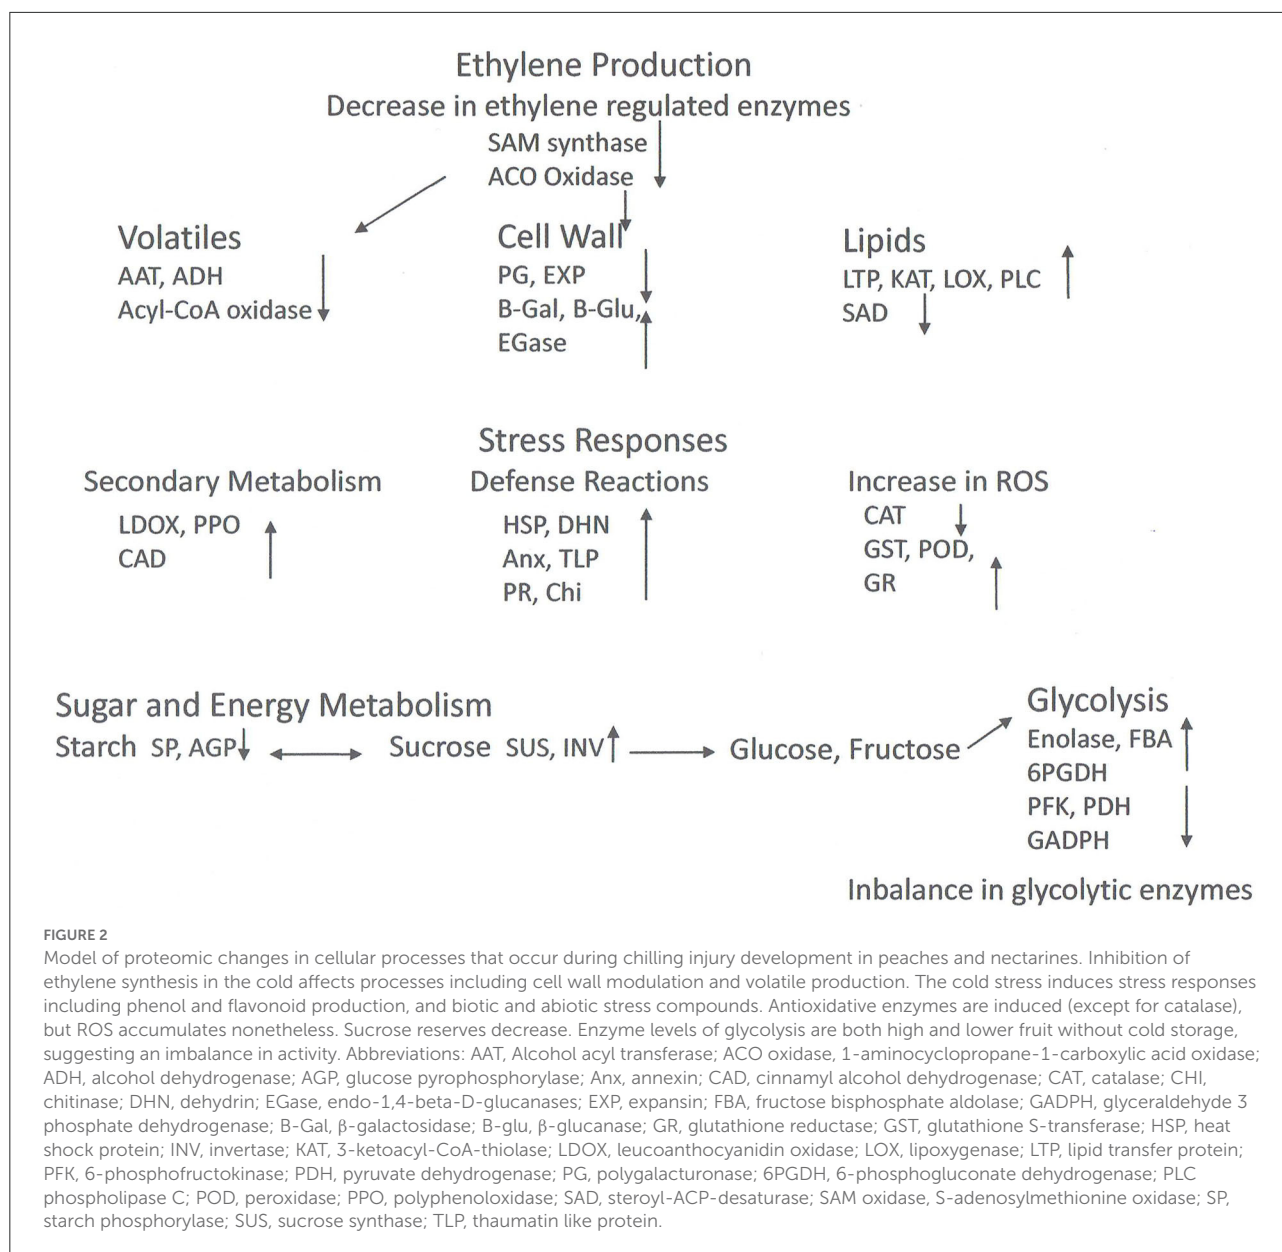 Ethylene Production
Decrease in ethylene regulated enzymes
SAM synthase
ACO Oxidase
Volatiles
AAT, ADH
Acyl-CoA oxidase
Cell Wall
PG, EXP
B-Gal, B-Glu,
EGase
Lipids
LTP, KAT, LOX, PLC
SAD
Stress Responses
Secondary Metabolism
LDOX, PPO
CAD
Defense Reactions
HSP, DHN
Anx, TLP
PR, Chi
Increase in ROS
CAT
GST, POD,
GR
Sugar and Energy Metabolism
Starch SP, AGP
Sucrose SUS, INV
Glucose, Fructose
Glycolysis
Enolase, FBA
6PGDH
PFK, PDH
GADPH
Inbalance in glycolytic enzymes
FIGURE 2
Model of proteomic changes in cellular processes that occur during chilling injury development in peaches and nectarines. Inhibition of
ethylene synthesis in the cold affects processes including cell wall modulation and volatile production. The cold stress induces stress responses
including phenol and flavonoid production, and biotic and abiotic stress compounds. Antioxidative enzymes are induced (except for catalase),
but ROS accumulates nonetheless. Sucrose reserves decrease. Enzyme levels of glycolysis are both high and lower fruit without cold storage,
suggesting an imbalance in activity. Abbreviations: AAT, Alcohol acyl transferase; ACO oxidase, 1-aminocyclopropane-1-carboxylic acid oxidase;
ADH, alcohol dehydrogenase; AGP, glucose pyrophosphorylase; Anx, annexin; CAD, cinnamyl alcohol dehydrogenase; CAT, catalase; CHI,
chitinase; DHN, dehydrin; EGase, endo-1,4-beta-D-glucanases; EXP, expansin; FBA, fructose bisphosphate aldolase; GADPH, glyceraldehyde 3
phosphate dehydrogenase; B-Gal, β-galactosidase; B-glu, β-glucanase; GR, glutathione reductase; GST, glutathione S-transferase; HSP, heat
shock protein; INV, invertase; KAT, 3-ketoacyl-CoA-thiolase; LDOX, leucoanthocyanidin oxidase; LOX, lipoxygenase; LTP, lipid transfer protein;
PFK, 6-phosphofructokinase; PDH, pyruvate dehydrogenase; PG, polygalacturonase; 6PGDH, 6-phosphogluconate dehydrogenase; PLC
phospholipase C; POD, peroxidase; PPO, polyphenoloxidase; SAD, steroyl-ACP-desaturase; SAM oxidase, S-adenosylmethionine oxidase; SP,
starch phosphorylase; SUS, sucrose synthase; TLP, thaumatin like protein.